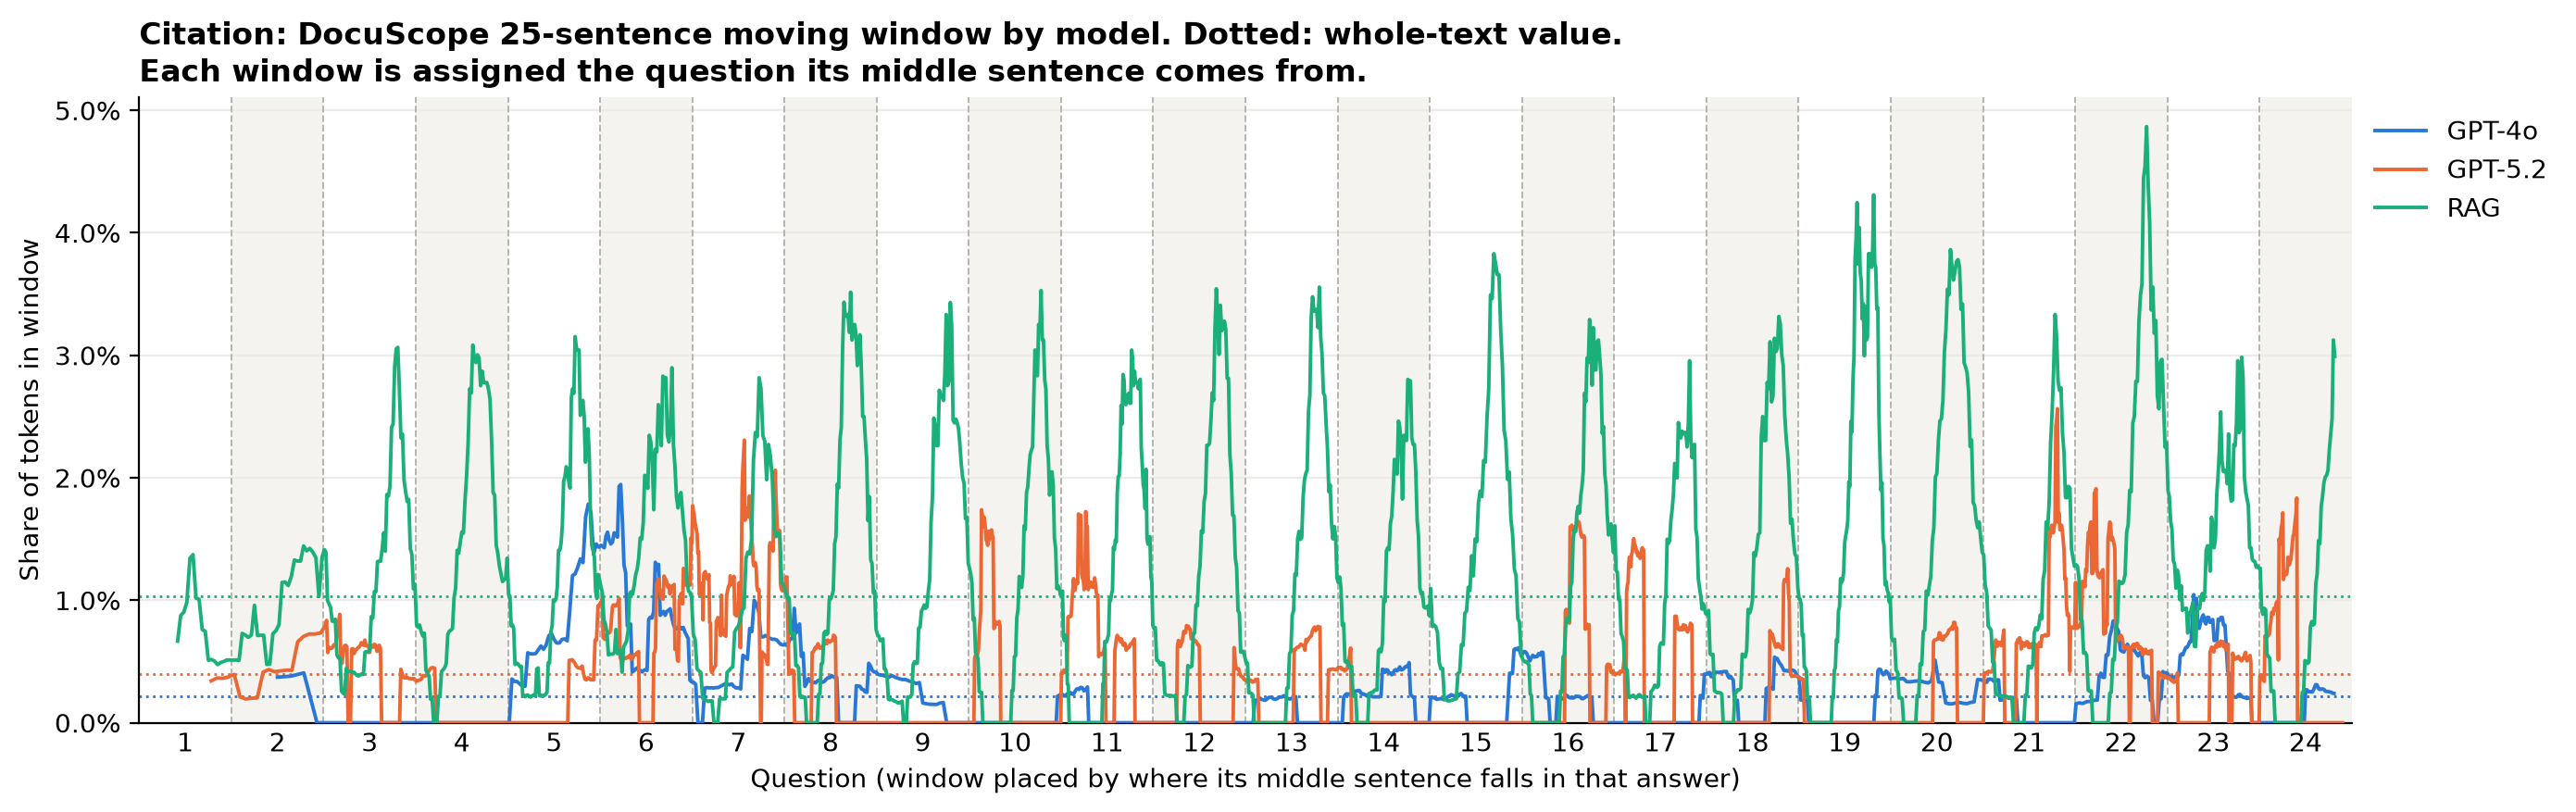 Citation: DocuScope 25-sentence moving window by model. Dotted: whole-text value.
Each window is assigned the question its middle sentence comes from.
5.0%
4.0%
3.0%
2.0%
1.0%
0.0%
Share of tokens in window
GPT-4o
GPT-5.2
RAG
1 2 3 4 5 6 7 8 9 10 11 12 13 14 15 16 17 18 19 20 21 22 23 24
Question (window placed by where its middle sentence falls in that answer)